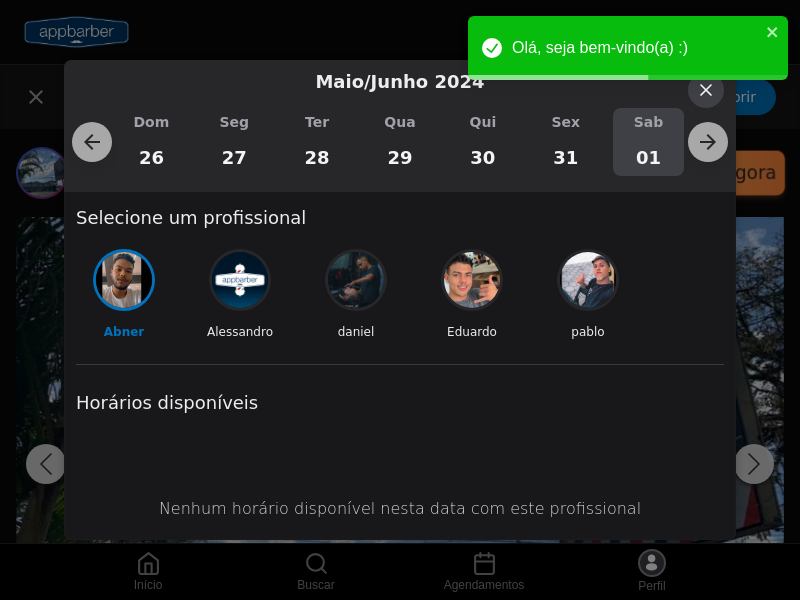 appbarber
Olá, seja bem-vindo(a) :)
Maio/Junho 2024
Dom Seg Ter Qua Qui Sex Sab
26 27 28 29 30 31 01
Selecione um profissional
appbarber
Abner Alessandro daniel Eduardo pablo
Horários disponíveis
Nenhum horário disponível nesta data com este profissional
Início Buscar Agendamentos Perfil